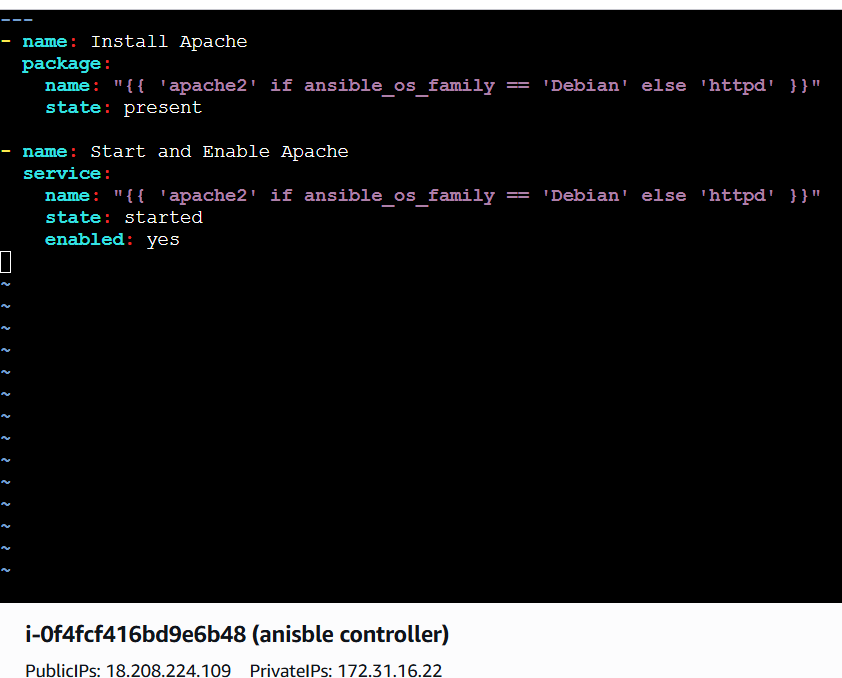 ---
- name: Install Apache
  package:
    name: "{{ 'apache2' if ansible_os_family == 'Debian' else 'httpd' }}"
    state: present

- name: Start and Enable Apache
  service:
    name: "{{ 'apache2' if ansible_os_family == 'Debian' else 'httpd' }}"
    state: started
    enabled: yes

~
~
~
~
~
~
~
~
~
~
~
~
~
~
i-0f4fcf416bd9e6b48 (anisble controller)
PublicIPs: 18.208.224.109 PrivateIPs: 172.31.16.22